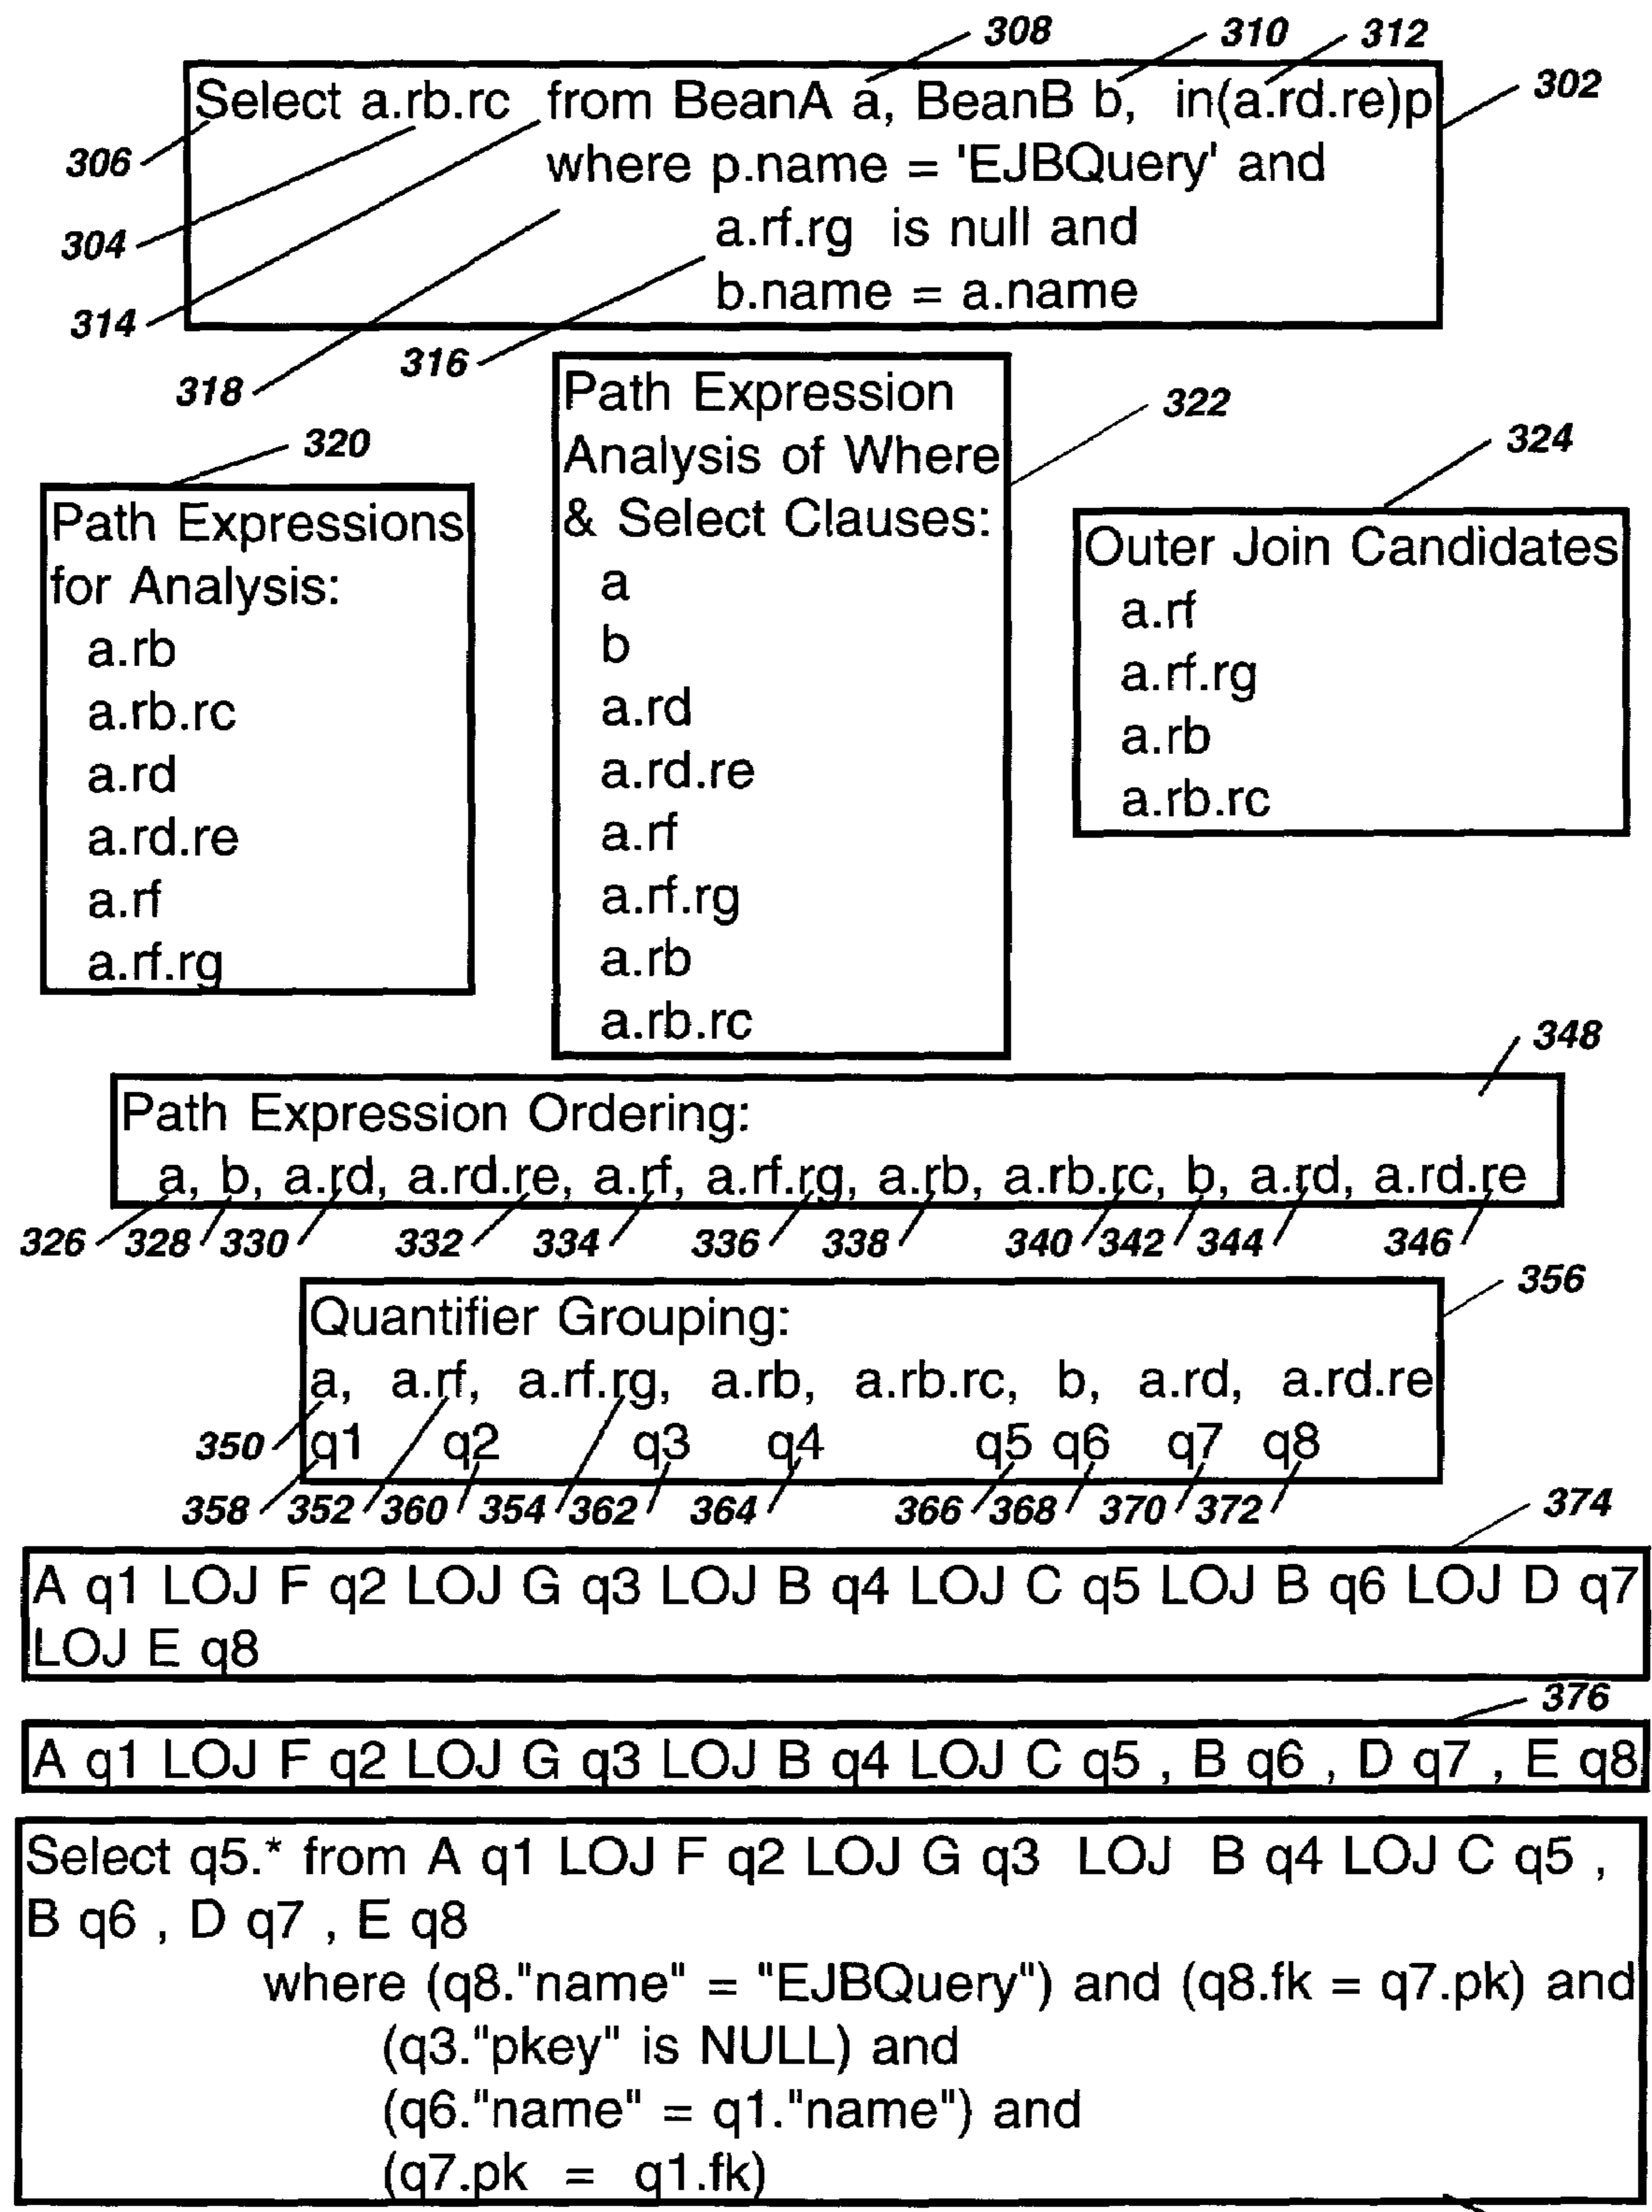 308 310 312
Select a.rb.rc from BeanA a, BeanB b, in(a.rd.re)p 302
306 where p.name = 'EJBQuery' and
304 a.rf.rg is null and
314 b.name = a.name
318 316
320
Path Expressions
for Analysis:
a.rb
a.rb.rc
a.rd
a.rd.re
a.rf
a.rf.rg
322
Path Expression
Analysis of Where
& Select Clauses:
a
b
a.rd
a.rd.re
a.rf
a.rf.rg
a.rb
a.rb.rc
324
Outer Join Candidates
a.rf
a.rf.rg
a.rb
a.rb.rc
348
Path Expression Ordering:
a, b, a.rd, a.rd.re, a.rf, a.rf.rg, a.rb, a.rb.rc, b, a.rd, a.rd.re
326 328 330 332 334 336 338 340 342 344 346
356
Quantifier Grouping:
a, a.rf, a.rf.rg, a.rb, a.rb.rc, b, a.rd, a.rd.re
350 q1 q2 q3 q4 q5 q6 q7 q8
358 352 360 354 362 364 366 368 370 372
374
A q1 LOJ F q2 LOJ G q3 LOJ B q4 LOJ C q5 LOJ B q6 LOJ D q7
LOJ E q8
376
A q1 LOJ F q2 LOJ G q3 LOJ B q4 LOJ C q5 , B q6 , D q7 , E q8
Select q5.* from A q1 LOJ F q2 LOJ G q3 LOJ B q4 LOJ C q5 ,
B q6 , D q7 , E q8
where (q8."name" = "EJBQuery") and (q8.fk = q7.pk) and
(q3."pkey" is NULL) and
(q6."name" = q1."name") and
(q7.pk = q1.fk)